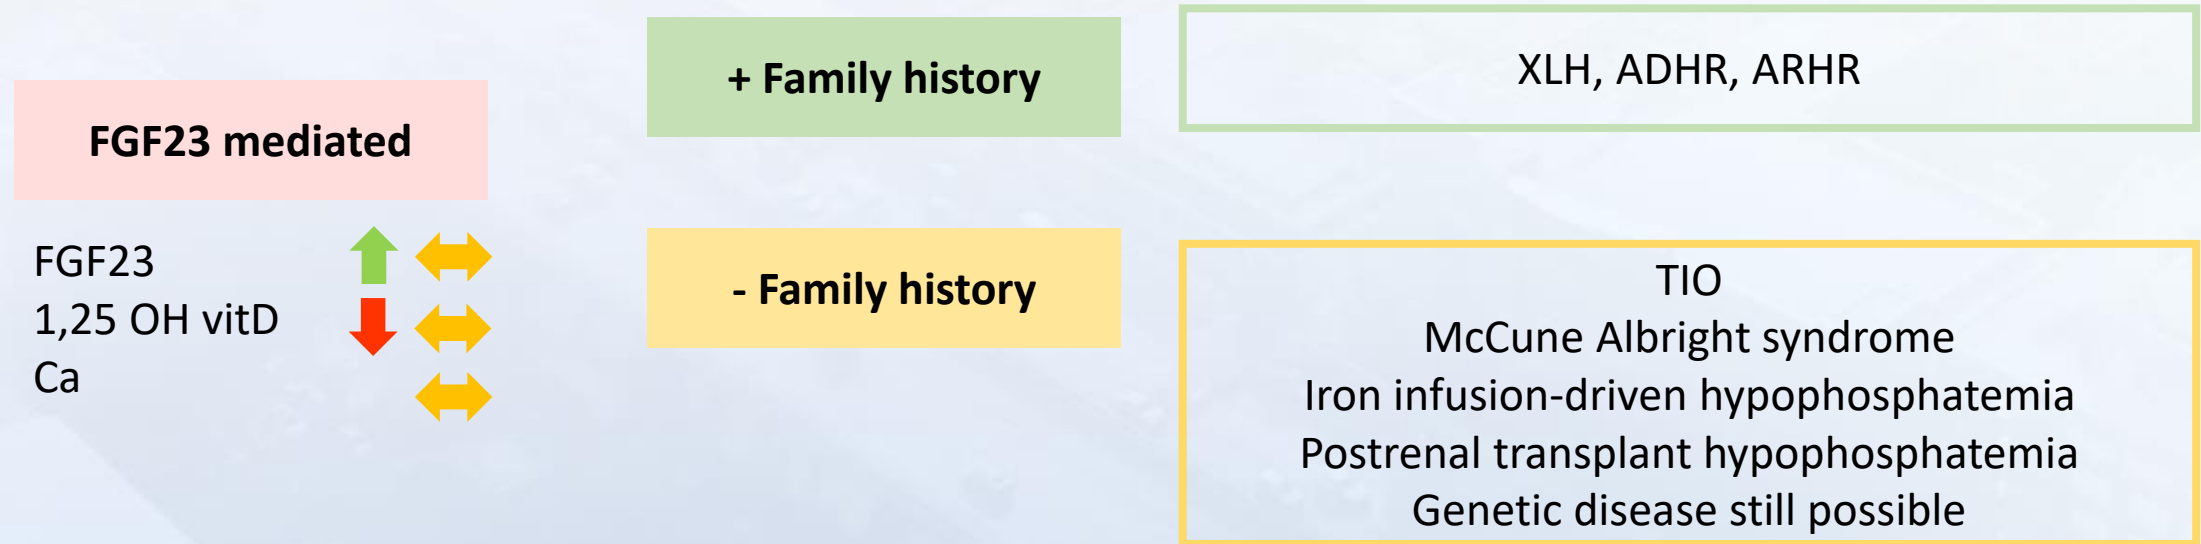 FGF23 mediated
FGF23
1,25 OH vitD
Ca
+ Family history
XLH, ADHR, ARHR
- Family history
TIO
McCune Albright syndrome
Iron infusion-driven hypophosphatemia
Postrenal transplant hypophosphatemia
Genetic disease still possible